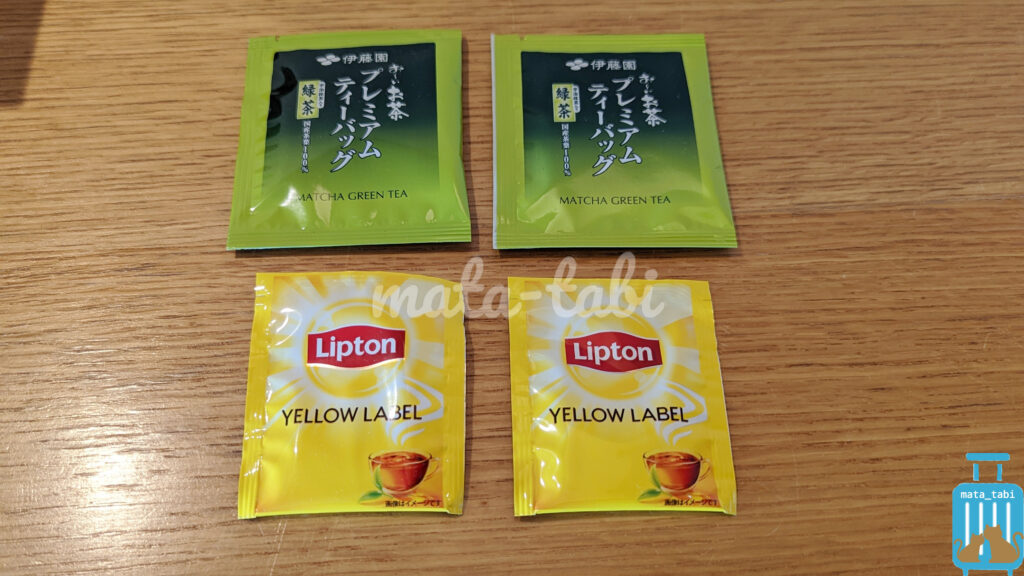 伊藤園
お〜いお茶
プレミアム
ティーバッグ
緑茶
国産茶葉100%
MATCHA GREEN TEA
伊藤園
お〜いお茶
プレミアム
ティーバッグ
緑茶
国産茶葉100%
MATCHA GREEN TEA
mata-tabi
Lipton
YELLOW LABEL
画像はイメージです
Lipton
YELLOW LABEL
画像はイメージです
mata_tabi